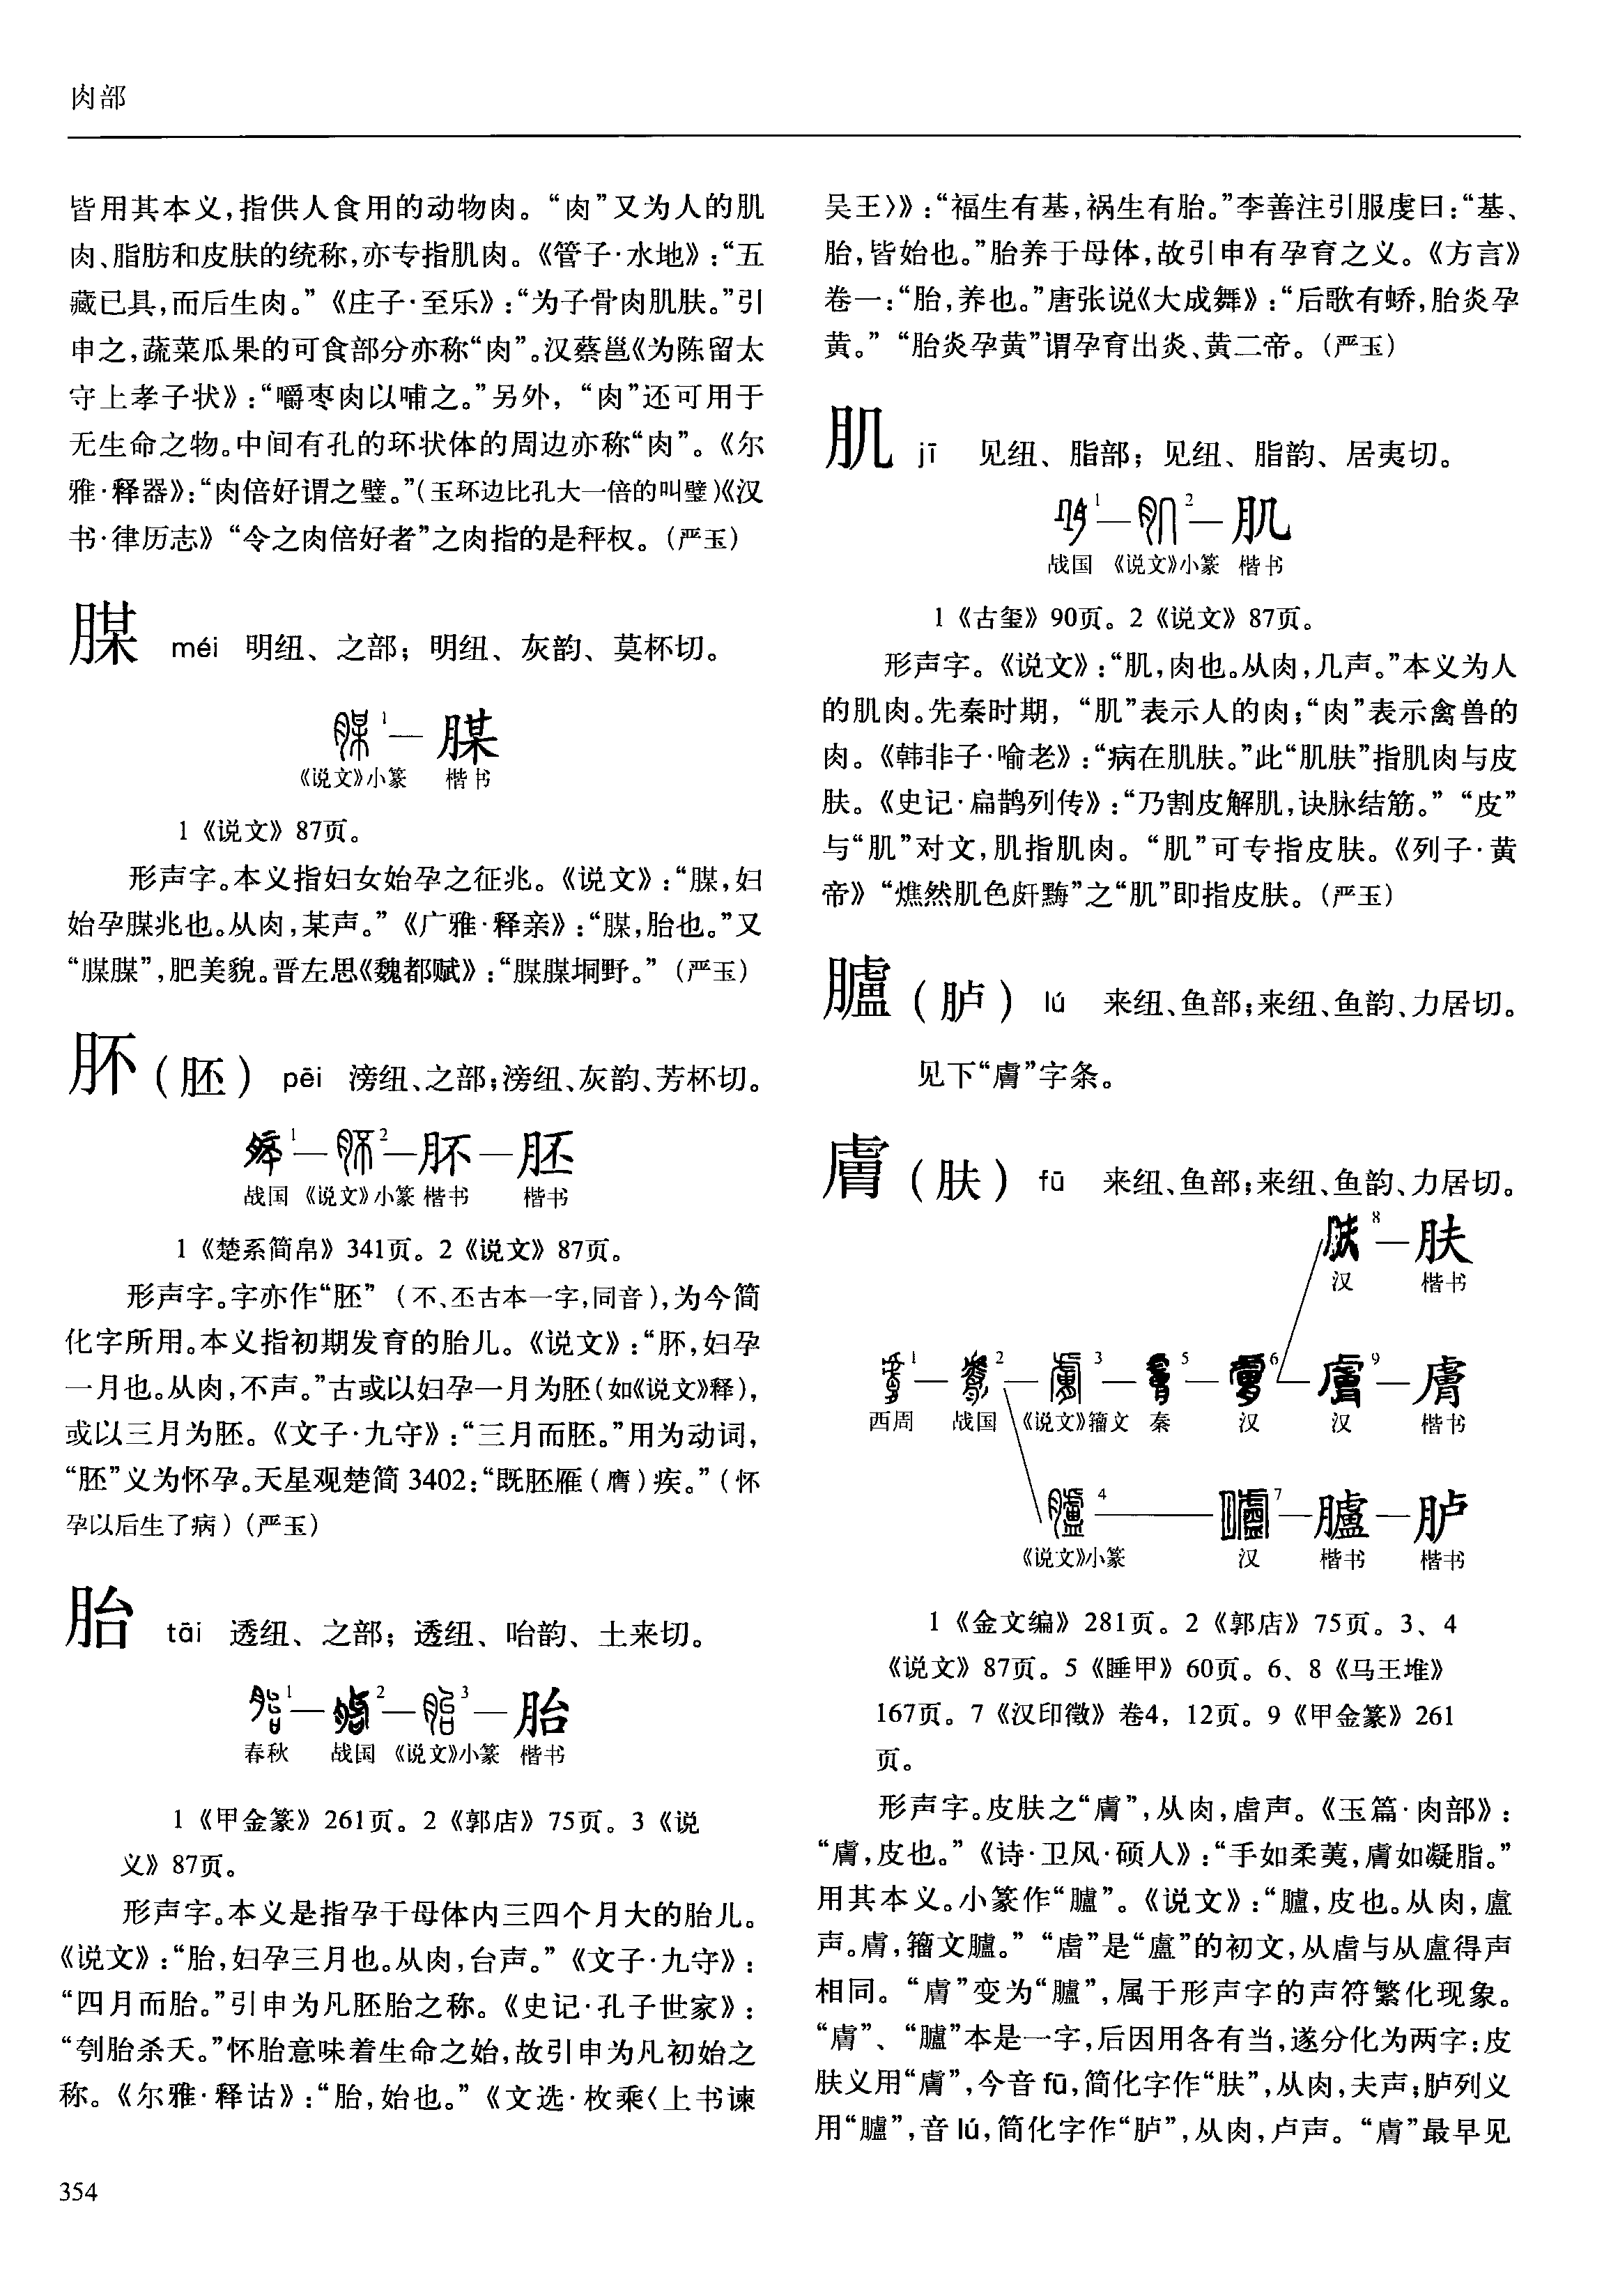 肉部
皆用其本义，指供人食用的动物肉。“肉”又为人的肌
肉、脂肪和皮肤的统称，亦专指肌肉。《管子·水地》：“五
藏已具，而后生肉。”《庄子·至乐》：“为子骨肉肌肤。”引
申之，蔬菜瓜果的可食部分亦称“肉”。汉蔡邕《为陈留太
守上孝子状》：“嚼枣肉以哺之。”另外，“肉”还可用于
无生命之物。中间有孔的环状体的周边亦称“肉”。《尔
雅·释器》：“肉倍好谓之璧。”（玉环边比孔大一倍的叫璧）《汉
书·律历志》“令之肉倍好者”之肉指的是秤权。（严玉）
腜 méi 明纽、之部；明纽、灰韵、莫杯切。
1—腜
《说文》小篆 楷书
1《说文》87页。
形声字。本义指妇女始孕之征兆。《说文》：“腜，妇
始孕腜兆也。从肉，某声。”《广雅·释亲》：“腜，胎也。”又
“腜腜”，肥美貌。晋左思《魏都赋》：“腜腜坰野。”（严玉）
肧（胚） pēi 滂纽、之部；滂纽、灰韵、芳杯切。
1—2—肧—胚
战国 《说文》小篆 楷书 楷书
1《楚系简帛》341页。2《说文》87页。
形声字。字亦作“胚”（不、丕古本一字，同音），为今简
化字所用。本义指初期发育的胎儿。《说文》：“肧，妇孕
一月也。从肉，不声。”古或以妇孕一月为胚（如《说文》释），
或以三月为胚。《文子·九守》：“三月而胚。”用为动词，
“胚”义为怀孕。天星观楚简3402：“既胚雁（膺）疾。”（怀
孕以后生了病）（严玉）
胎 tāi 透纽、之部；透纽、咍韵、土来切。
1—2—3—胎
春秋 战国 《说文》小篆 楷书
1《甲金篆》261页。2《郭店》75页。3《说
文》87页。
形声字。本义是指孕于母体内三四个月大的胎儿。
《说文》：“胎，妇孕三月也。从肉，台声。”《文子·九守》：
“四月而胎。”引申为凡胚胎之称。《史记·孔子世家》：
“刳胎杀夭。”怀胎意味着生命之始，故引申为凡初始之
称。《尔雅·释诂》：“胎，始也。”《文选·枚乘〈上书谏
吴王〉》：“福生有基，祸生有胎。”李善注引服虔曰：“基、
胎，皆始也。”胎养于母体，故引申有孕育之义。《方言》
卷一：“胎，养也。”唐张说《大成舞》：“后歌有蟜，胎炎孕
黄。”“胎炎孕黄”谓孕育出炎、黄二帝。（严玉）
肌 jī 见纽、脂部；见纽、脂韵、居夷切。
1—2—肌
战国 《说文》小篆 楷书
1《古玺》90页。2《说文》87页。
形声字。《说文》：“肌，肉也。从肉，几声。”本义为人
的肌肉。先秦时期，“肌”表示人的肉；“肉”表示禽兽的
肉。《韩非子·喻老》：“病在肌肤。”此“肌肤”指肌肉与皮
肤。《史记·扁鹊列传》：“乃割皮解肌，诀脉结筋。”“皮”
与“肌”对文，肌指肌肉。“肌”可专指皮肤。《列子·黄
帝》“燋然肌色皯黣”之“肌”即指皮肤。（严玉）
臚（胪） lú 来纽、鱼部；来纽、鱼韵、力居切。
见下“膚”字条。
膚（肤） fū 来纽、鱼部；来纽、鱼韵、力居切。
8—肤
汉 楷书
1—2—3—5—6—9—膚
西周 战国 《说文》籀文 秦 汉 汉 楷书
4—7—臚—胪
《说文》小篆 汉 楷书 楷书
1《金文编》281页。2《郭店》75页。3、4
《说文》87页。5《睡甲》60页。6、8《马王堆》
167页。7《汉印徵》卷4，12页。9《甲金篆》261
页。
形声字。皮肤之“膚”，从肉，𧆨声。《玉篇·肉部》：
“膚，皮也。”《诗·卫风·硕人》：“手如柔荑，膚如凝脂。”
用其本义。小篆作“臚”。《说文》：“臚，皮也。从肉，盧
声。膚，籀文臚。”“𧆨”是“盧”的初文，从𧆨与从盧得声
相同。“膚”变为“臚”，属于形声字的声符繁化现象。
“膚”、“臚”本是一字，后因用各有当，遂分化为两字：皮
肤义用“膚”，今音fū，简化字作“肤”，从肉，夫声；胪列义
用“臚”，音lú，简化字作“胪”，从肉，卢声。“膚”最早见
354